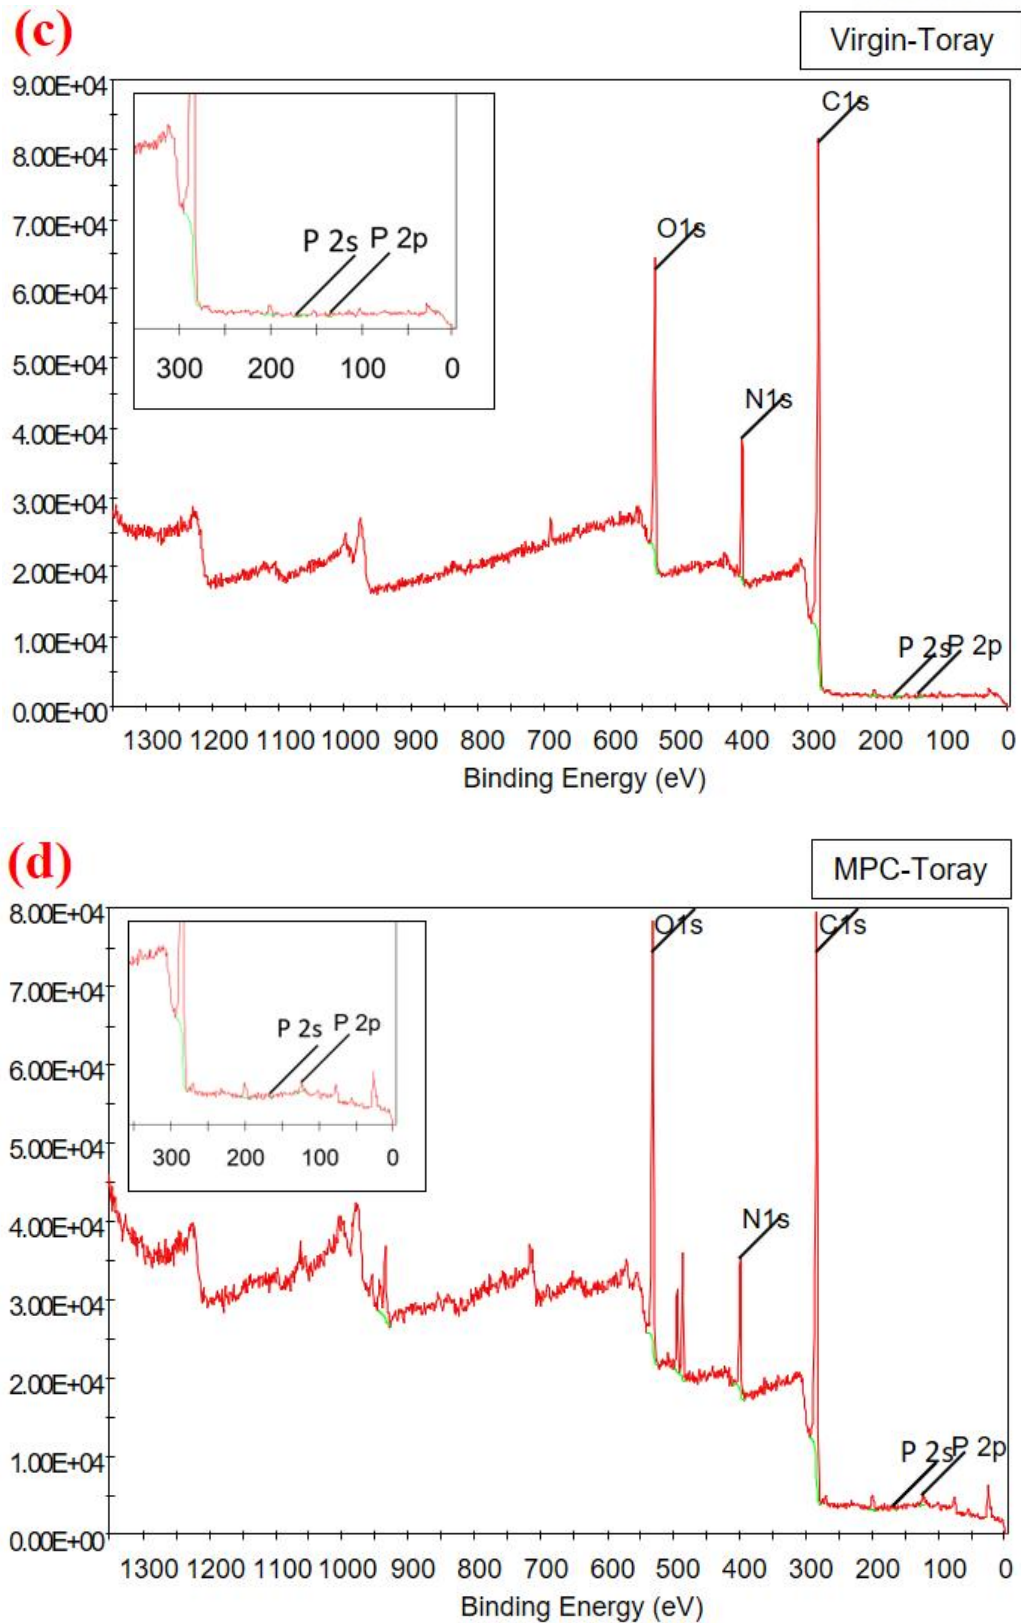 (c)
Virgin-Toray
9.00E+04
8.00E+04
7.00E+04
6.00E+04
5.00E+04
4.00E+04
3.00E+04
2.00E+04
1.00E+04
0.00E+00
C1s
O1s
N1s
P 2s P 2p
P 2s P 2p
300 200 100 0
1300 1200 1100 1000 900 800 700 600 500 400 300 200 100 0
Binding Energy (eV)
(d)
MPC-Toray
8.00E+04
7.00E+04
6.00E+04
5.00E+04
4.00E+04
3.00E+04
2.00E+04
1.00E+04
0.00E+00
O1s
C1s
N1s
P 2s P 2p
P 2s P 2p
300 200 100 0
1300 1200 1100 1000 900 800 700 600 500 400 300 200 100 0
Binding Energy (eV)